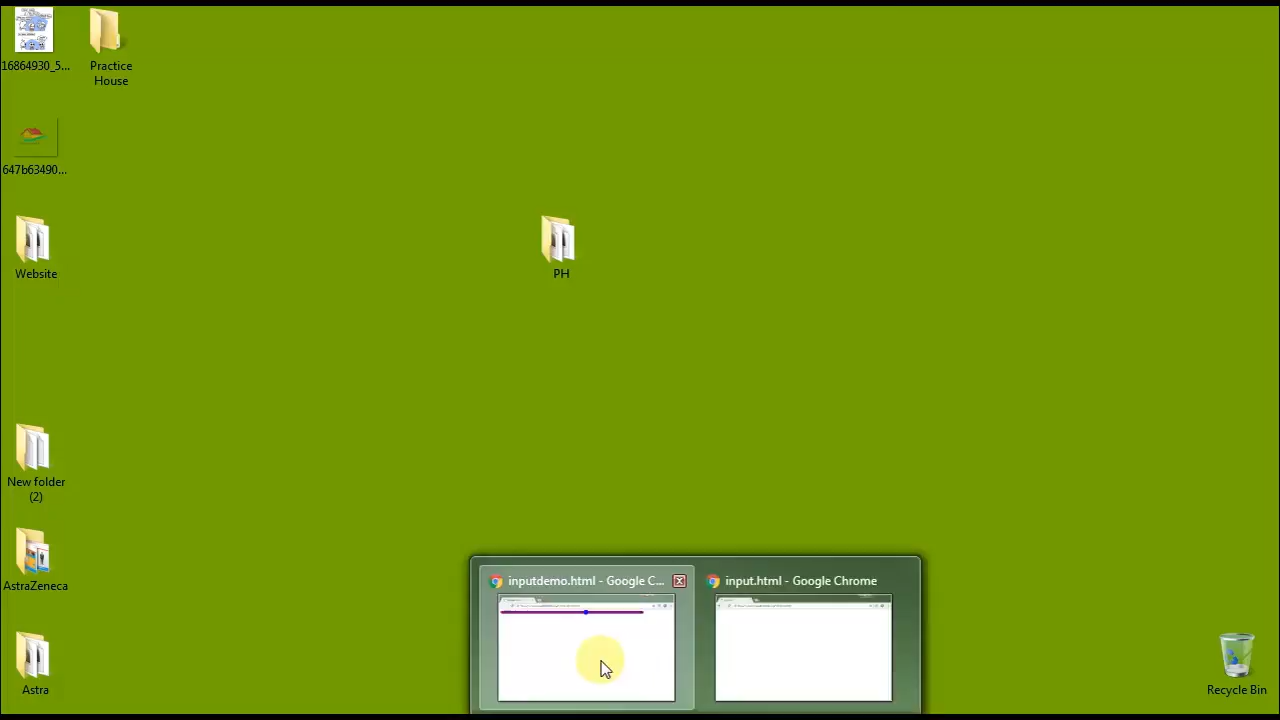 16864930_5...
Practice
House
647b63490...
Website
PH
New folder
(2)
AstraZeneca
Astra
inputdemo.html - Google C...
input.html - Google Chrome
Recycle Bin